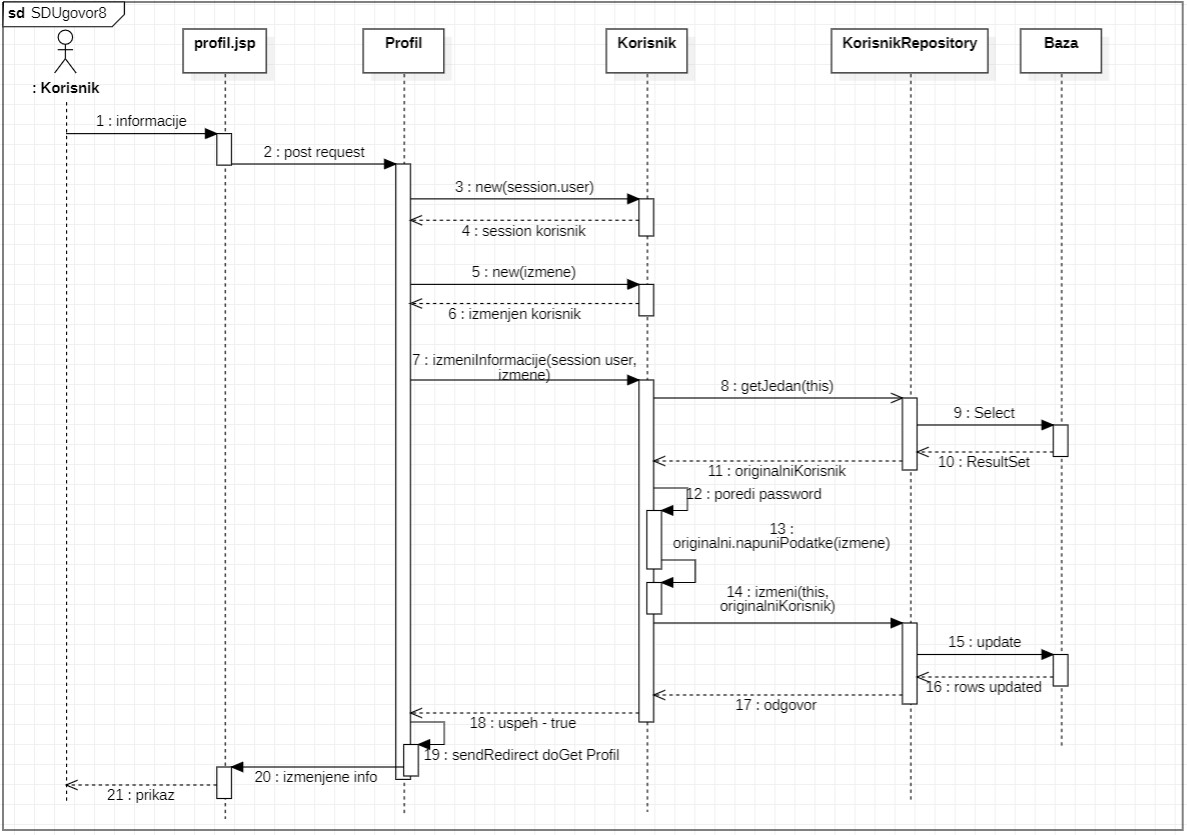 sd SDUgovor8
profil.jsp
Profil
Korisnik
KorisnikRepository
Baza
: Korisnik
1 : informacije
2 : post request
3 : new(session.user)
4 : session korisnik
5 : new(izmene)
6 : izmenjen korisnik
7 : izmeniInformacije(session user,
izmene)
8 : getJedan(this)
9 : Select
10 : ResultSet
11 : originalniKorisnik
12 : poredi password
13 :
originalni.napuniPodatke(izmene)
14 : izmeni(this,
originalniKorisnik)
15 : update
16 : rows updated
17 : odgovor
18 : uspeh - true
19 : sendRedirect doGet Profil
20 : izmenjene info
21 : prikaz